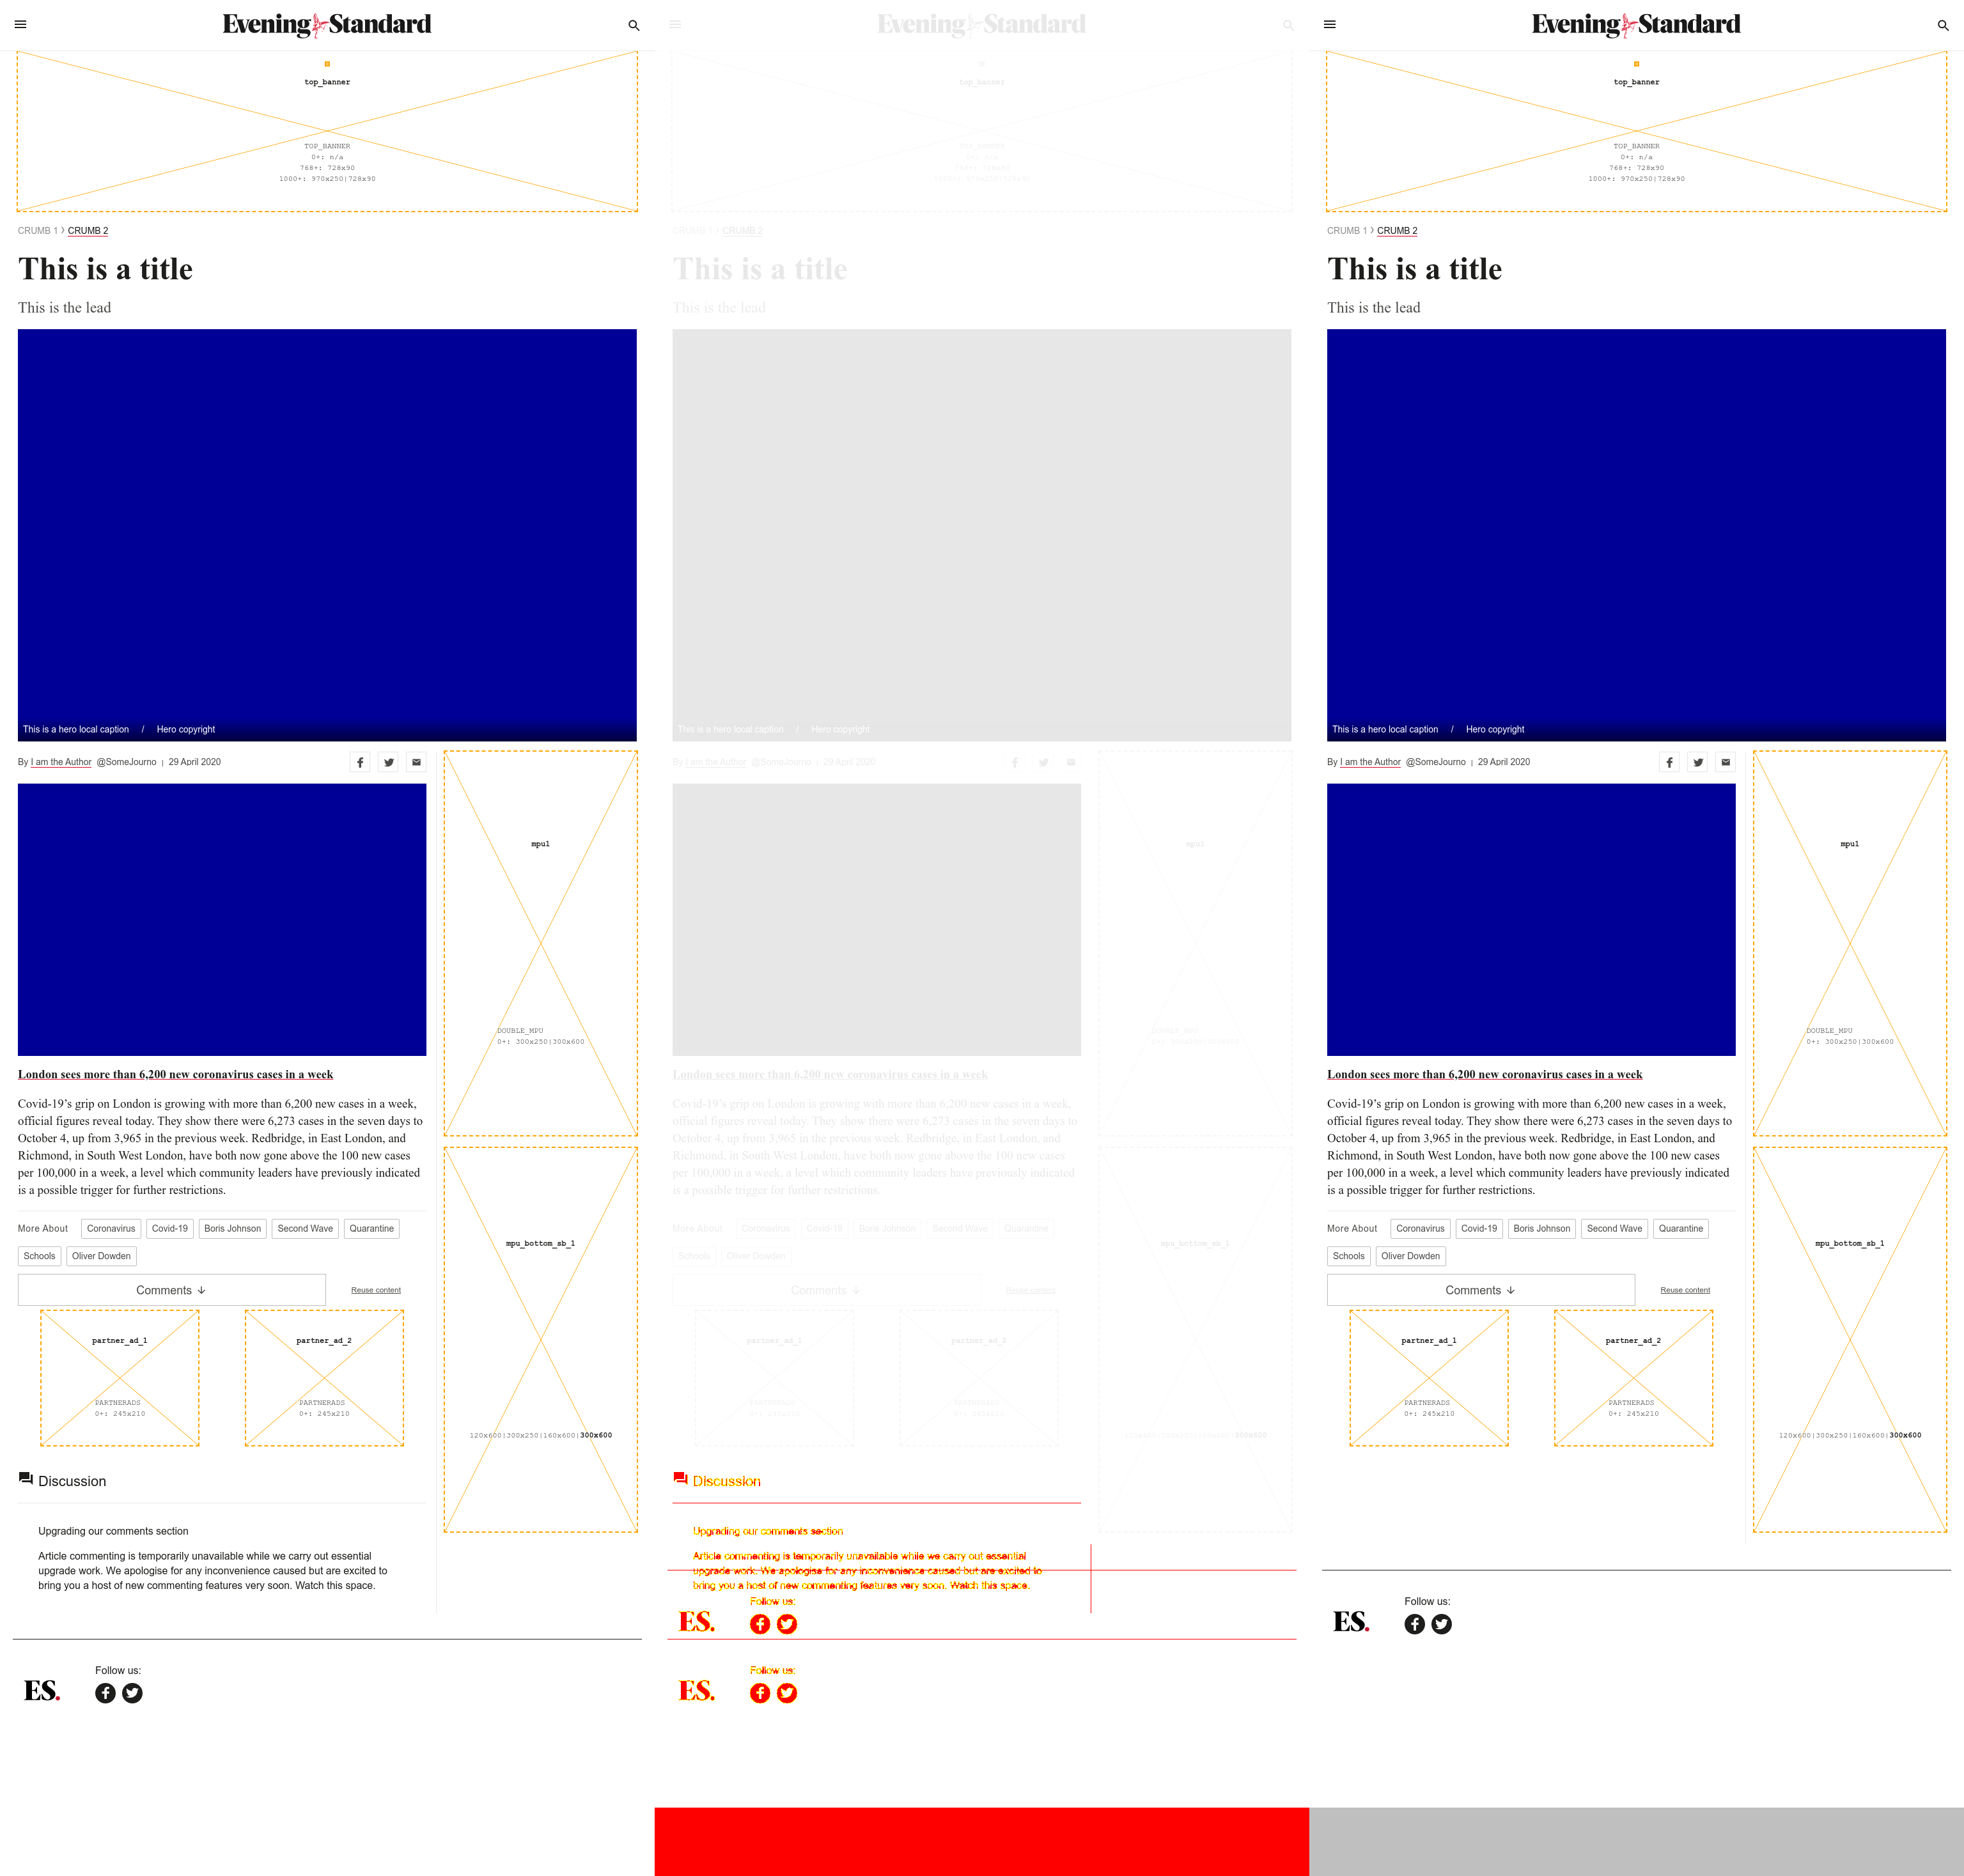 Evening Standard
top_banner
TOP_BANNER
0+: n/a
768+: 728x90
1000+: 970x250|728x90
CRUMB 1 › CRUMB 2
This is a title
This is the lead
This is a hero local caption / Hero copyright
By I am the Author @SomeJourno | 29 April 2020
mpu1
DOUBLE_MPU
0+: 300x250|300x600
London sees more than 6,200 new coronavirus cases in a week
Covid-19’s grip on London is growing with more than 6,200 new cases in a week,
official figures reveal today. They show there were 6,273 cases in the seven days to
October 4, up from 3,965 in the previous week. Redbridge, in East London, and
Richmond, in South West London, have both now gone above the 100 new cases
per 100,000 in a week, a level which community leaders have previously indicated
is a possible trigger for further restrictions.
More About Coronavirus Covid-19 Boris Johnson Second Wave Quarantine
Schools Oliver Dowden
mpu_bottom_sb_1
120x600|300x250|160x600|300x600
Comments ↓ Reuse content
partner_ad_1
PARTNERADS
0+: 245x210
partner_ad_2
PARTNERADS
0+: 245x210
Discussion
Upgrading our comments section
Article commenting is temporarily unavailable while we carry out essential
upgrade work. We apologise for any inconvenience caused but are excited to
bring you a host of new commenting features very soon. Watch this space.
Follow us:
ES.
Evening Standard
top_banner
TOP_BANNER
0+: n/a
768+: 728x90
1000+: 970x250|728x90
CRUMB 1 › CRUMB 2
This is a title
This is the lead
This is a hero local caption / Hero copyright
By I am the Author @SomeJourno | 29 April 2020
mpu1
DOUBLE_MPU
0+: 300x250|300x600
London sees more than 6,200 new coronavirus cases in a week
Covid-19’s grip on London is growing with more than 6,200 new cases in a week,
official figures reveal today. They show there were 6,273 cases in the seven days to
October 4, up from 3,965 in the previous week. Redbridge, in East London, and
Richmond, in South West London, have both now gone above the 100 new cases
per 100,000 in a week, a level which community leaders have previously indicated
is a possible trigger for further restrictions.
More About Coronavirus Covid-19 Boris Johnson Second Wave Quarantine
Schools Oliver Dowden
mpu_bottom_sb_1
300x600
Comments ↓ Reuse content
partner_ad_1
PARTNERADS
partner_ad_2
PARTNERADS
Discussion
Upgrading our comments section
Article commenting is temporarily unavailable while we carry out essential
upgrade work. We apologise for any inconvenience caused but are excited to
bring you a host of new commenting features very soon. Watch this space.
Follow us:
ES.
Follow us:
ES.
Evening Standard
top_banner
TOP_BANNER
0+: n/a
768+: 728x90
1000+: 970x250|728x90
CRUMB 1 › CRUMB 2
This is a title
This is the lead
This is a hero local caption / Hero copyright
By I am the Author @SomeJourno | 29 April 2020
mpu1
DOUBLE_MPU
0+: 300x250|300x600
London sees more than 6,200 new coronavirus cases in a week
Covid-19’s grip on London is growing with more than 6,200 new cases in a week,
official figures reveal today. They show there were 6,273 cases in the seven days to
October 4, up from 3,965 in the previous week. Redbridge, in East London, and
Richmond, in South West London, have both now gone above the 100 new cases
per 100,000 in a week, a level which community leaders have previously indicated
is a possible trigger for further restrictions.
More About Coronavirus Covid-19 Boris Johnson Second Wave Quarantine
Schools Oliver Dowden
mpu_bottom_sb_1
120x600|300x250|160x600|300x600
Comments ↓ Reuse content
partner_ad_1
PARTNERADS
0+: 245x210
partner_ad_2
PARTNERADS
0+: 245x210
Follow us:
ES.